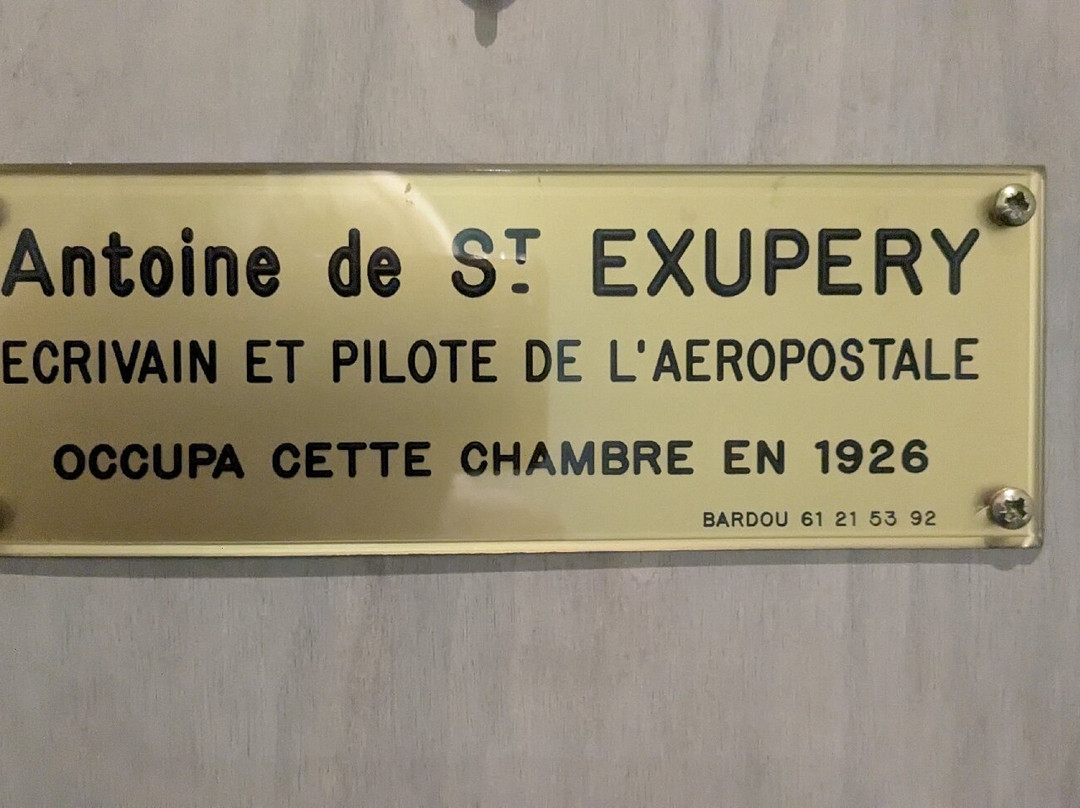 Antoine de ST EXUPERY
ECRIVAIN ET PILOTE DE L'AEROPOSTALE
OCCUPA CETTE CHAMBRE EN 1926
BARDOU 61 21 53 92